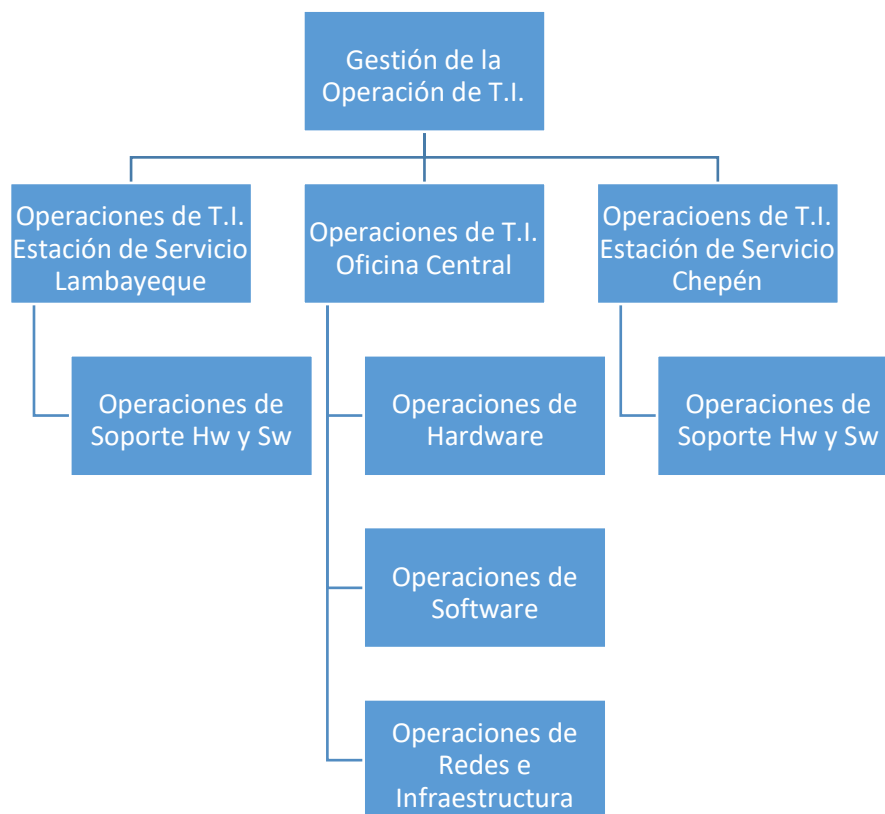 Gestión de la
Operación de T.I.
Operaciones de T.I.
Estación de Servicio
Lambayeque
Operaciones de T.I.
Oficina Central
Operacioens de T.I.
Estación de Servicio
Chepén
Operaciones de
Soporte Hw y Sw
Operaciones de
Hardware
Operaciones de
Soporte Hw y Sw
Operaciones de
Software
Operaciones de
Redes e
Infraestructura